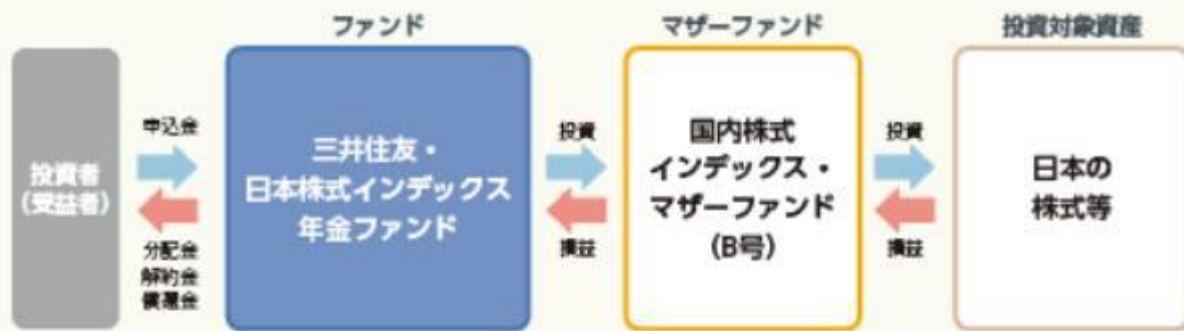 ファンド
マザーファンド
投資対象資産
投資者
(受益者)
申込金
分配金
解約金
償還金
三井住友・
日本株式インデックス
年金ファンド
投資
損益
国内株式
インデックス・
マザーファンド
(B号)
投資
損益
日本の
株式等